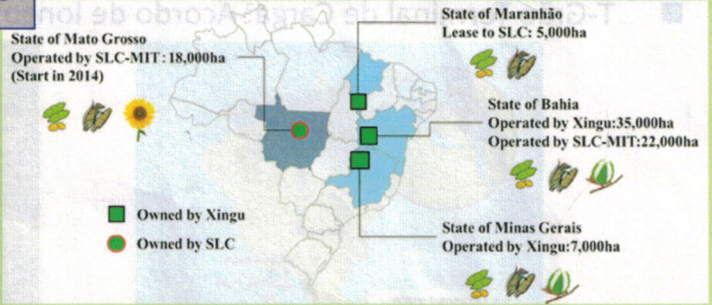 State of Mato Grosso
Operated by SLC-MIT: 18,000ha
(Start in 2014)
State of Maranhão
Lease to SLC: 5,000ha
State of Bahia
Operated by Xingu:35,000ha
Operated by SLC-MIT:22,000ha
State of Minas Gerais
Operated by Xingu:7,000ha
Owned by Xingu
Owned by SLC